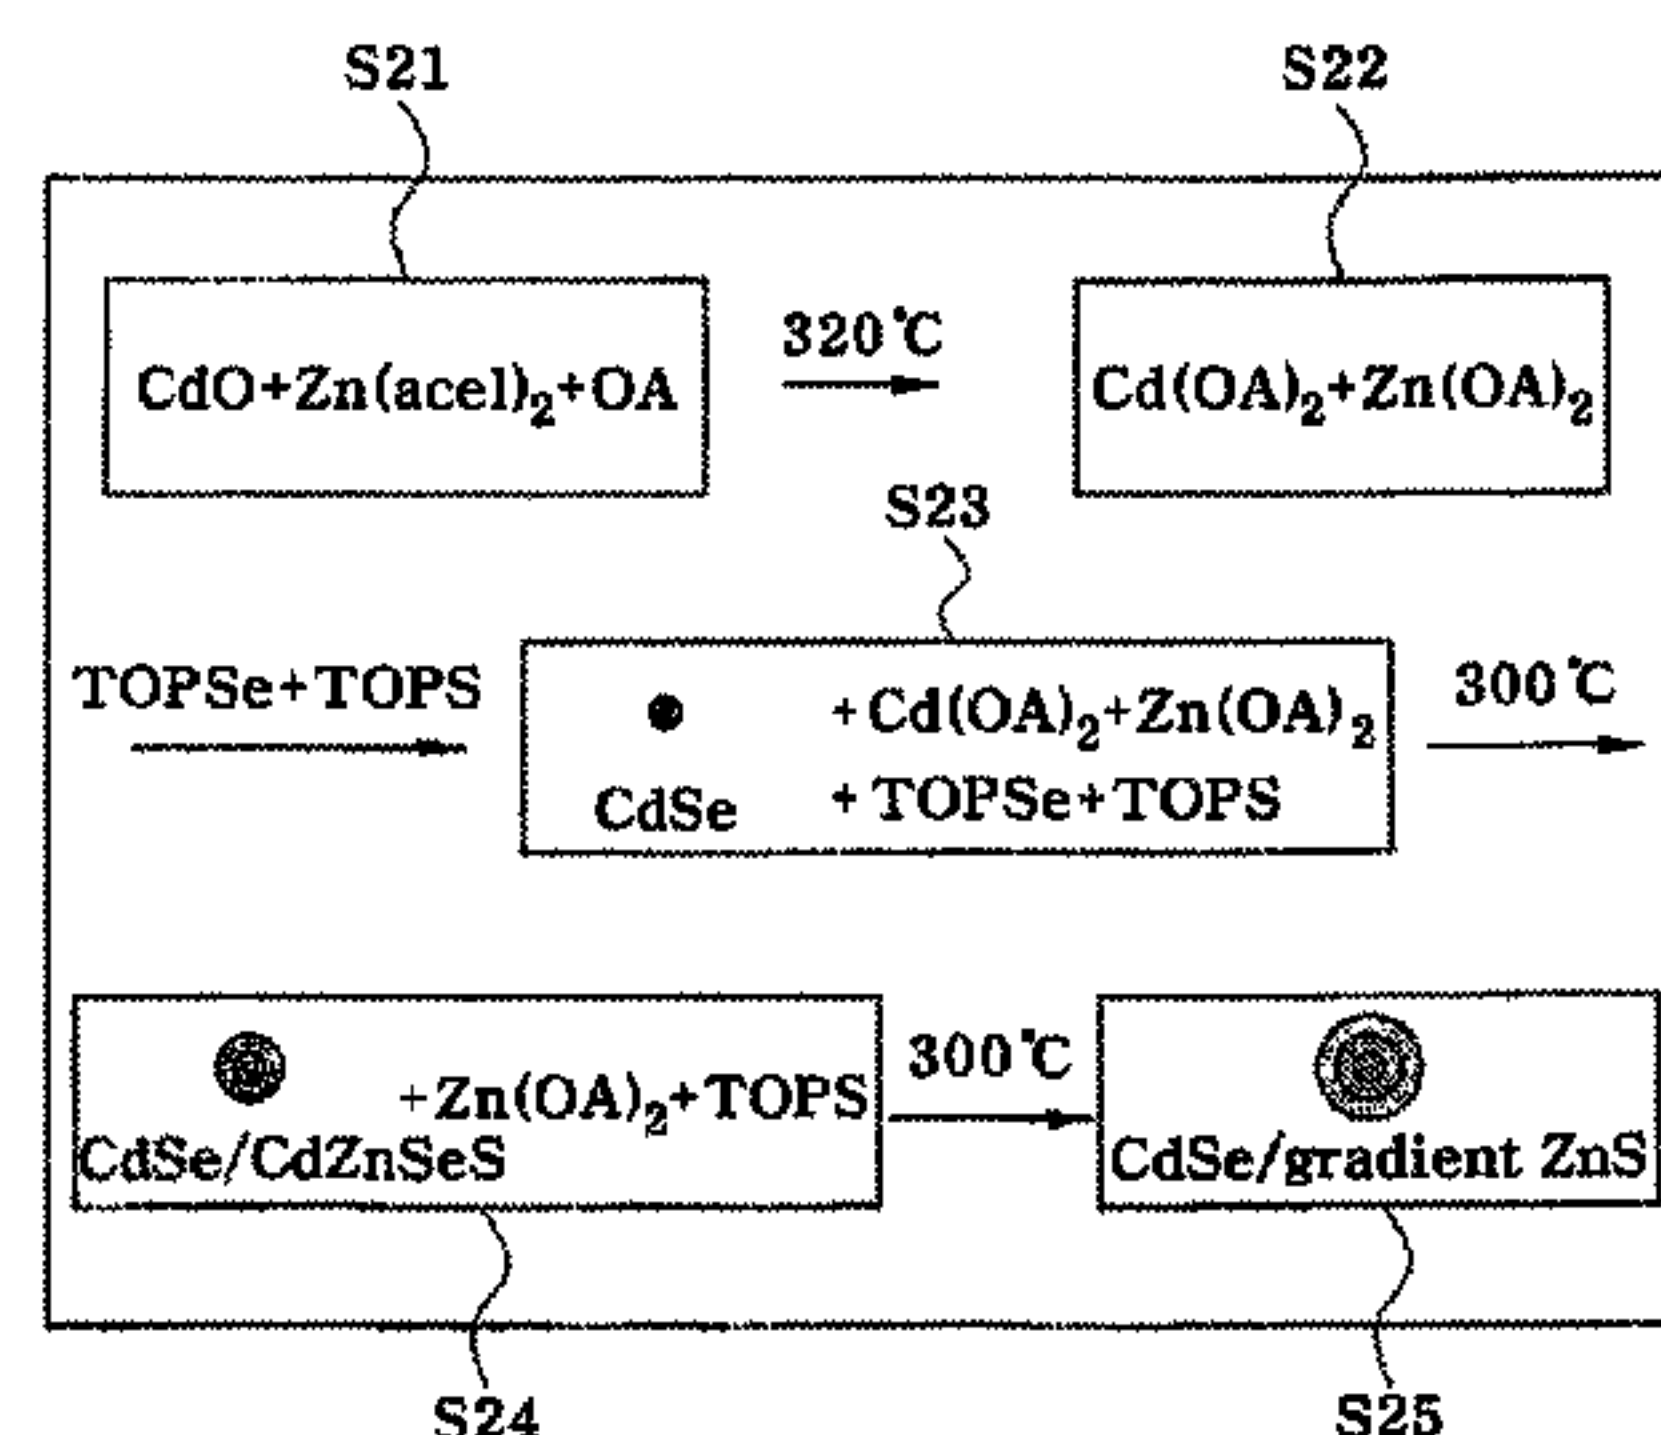 S21
S22
CdO+Zn(acel)₂+OA
320℃
Cd(OA)₂+Zn(OA)₂
S23
TOPSe+TOPS
+Cd(OA)₂+Zn(OA)₂
CdSe
+TOPSe+TOPS
300℃
+Zn(OA)₂+TOPS
CdSe/CdZnSeS
300℃
CdSe/gradient ZnS
S24
S25